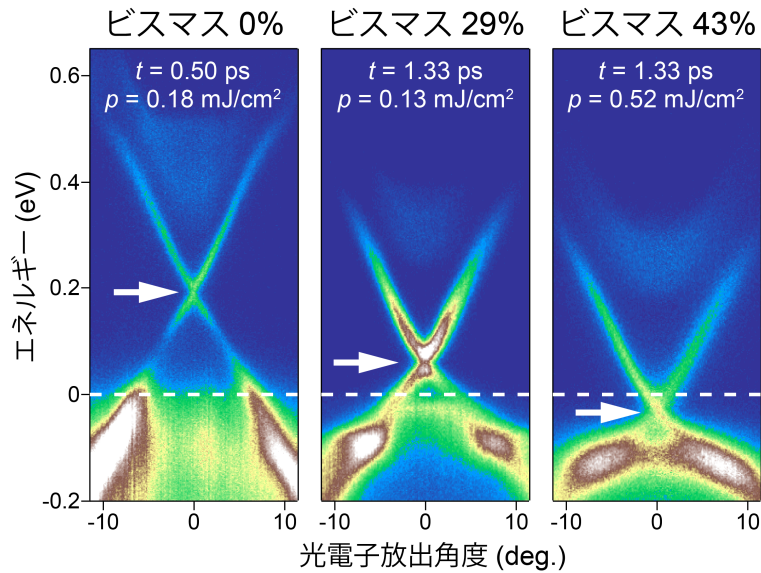 ビスマス 0%
ビスマス 29%
ビスマス 43%
t = 0.50 ps
p = 0.18 mJ/cm²
t = 1.33 ps
p = 0.13 mJ/cm²
t = 1.33 ps
p = 0.52 mJ/cm²
エネルギー (eV)
0.6
0.4
0.2
0
-0.2
-10 0 10
-10 0 10
-10 0 10
光電子放出角度 (deg.)